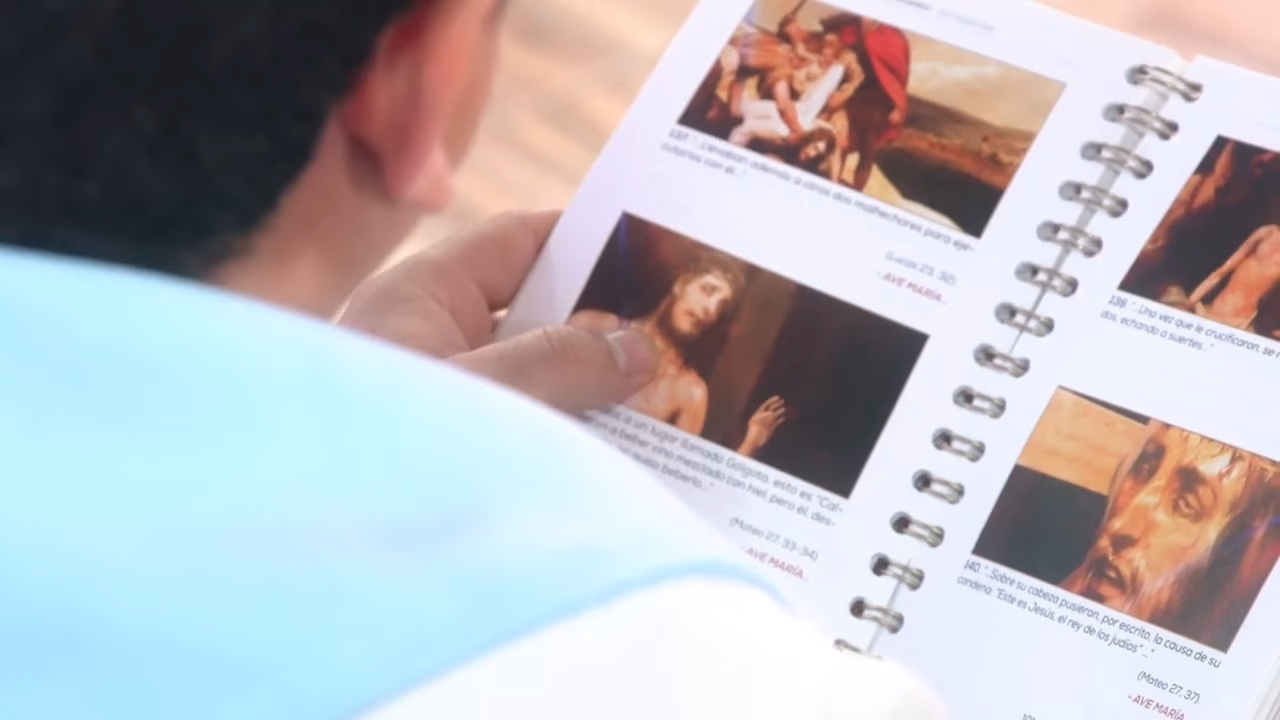 137. "...Llevaban además a otros dos malhechores para eje-
cutarlos con él..."
(Lucas 23, 32)
- AVE MARÍA...
a un lugar llamado Gólgota, esto es "Cal-
a beber vino mezclado con hiel; pero él, des-
quiso beberlo..."
(Mateo 27, 33-34)
- AVE MARÍA...
139. "...Una vez que le crucificaron, se
dos, echando a suertes..."
140. "...Sobre su cabeza pusieron, por escrito, la causa de su
condena: "Este es Jesús, el rey de los judíos"..."
(Mateo 27, 37)
- AVE MARÍA...